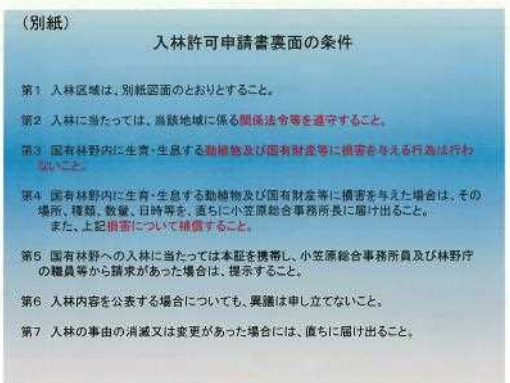 (別紙)
入林許可申請書裏面の条件
第1 入林区域は、別紙図面のとおりとすること。
第2 入林に当たっては、当該地域に係る関係法令等を遵守すること。
第3 国有林野内に生育・生息する動植物及び国有財産等に損害を与える行為は行わ
ないこと。
第4 国有林野内に生育・生息する動植物及び国有財産等に損害を与えた場合は、その
場所、種類、数量、日時等を、直ちに小笠原総合事務所長に届け出ること。
また、上記損害について補償すること。
第5 国有林野への入林に当たっては本証を携帯し、小笠原総合事務所員及び林野庁
の職員等から請求があった場合は、提示すること。
第6 入林内容を公表する場合についても、異議は申し立てないこと。
第7 入林の事由の消滅又は変更があった場合には、直ちに届け出ること。